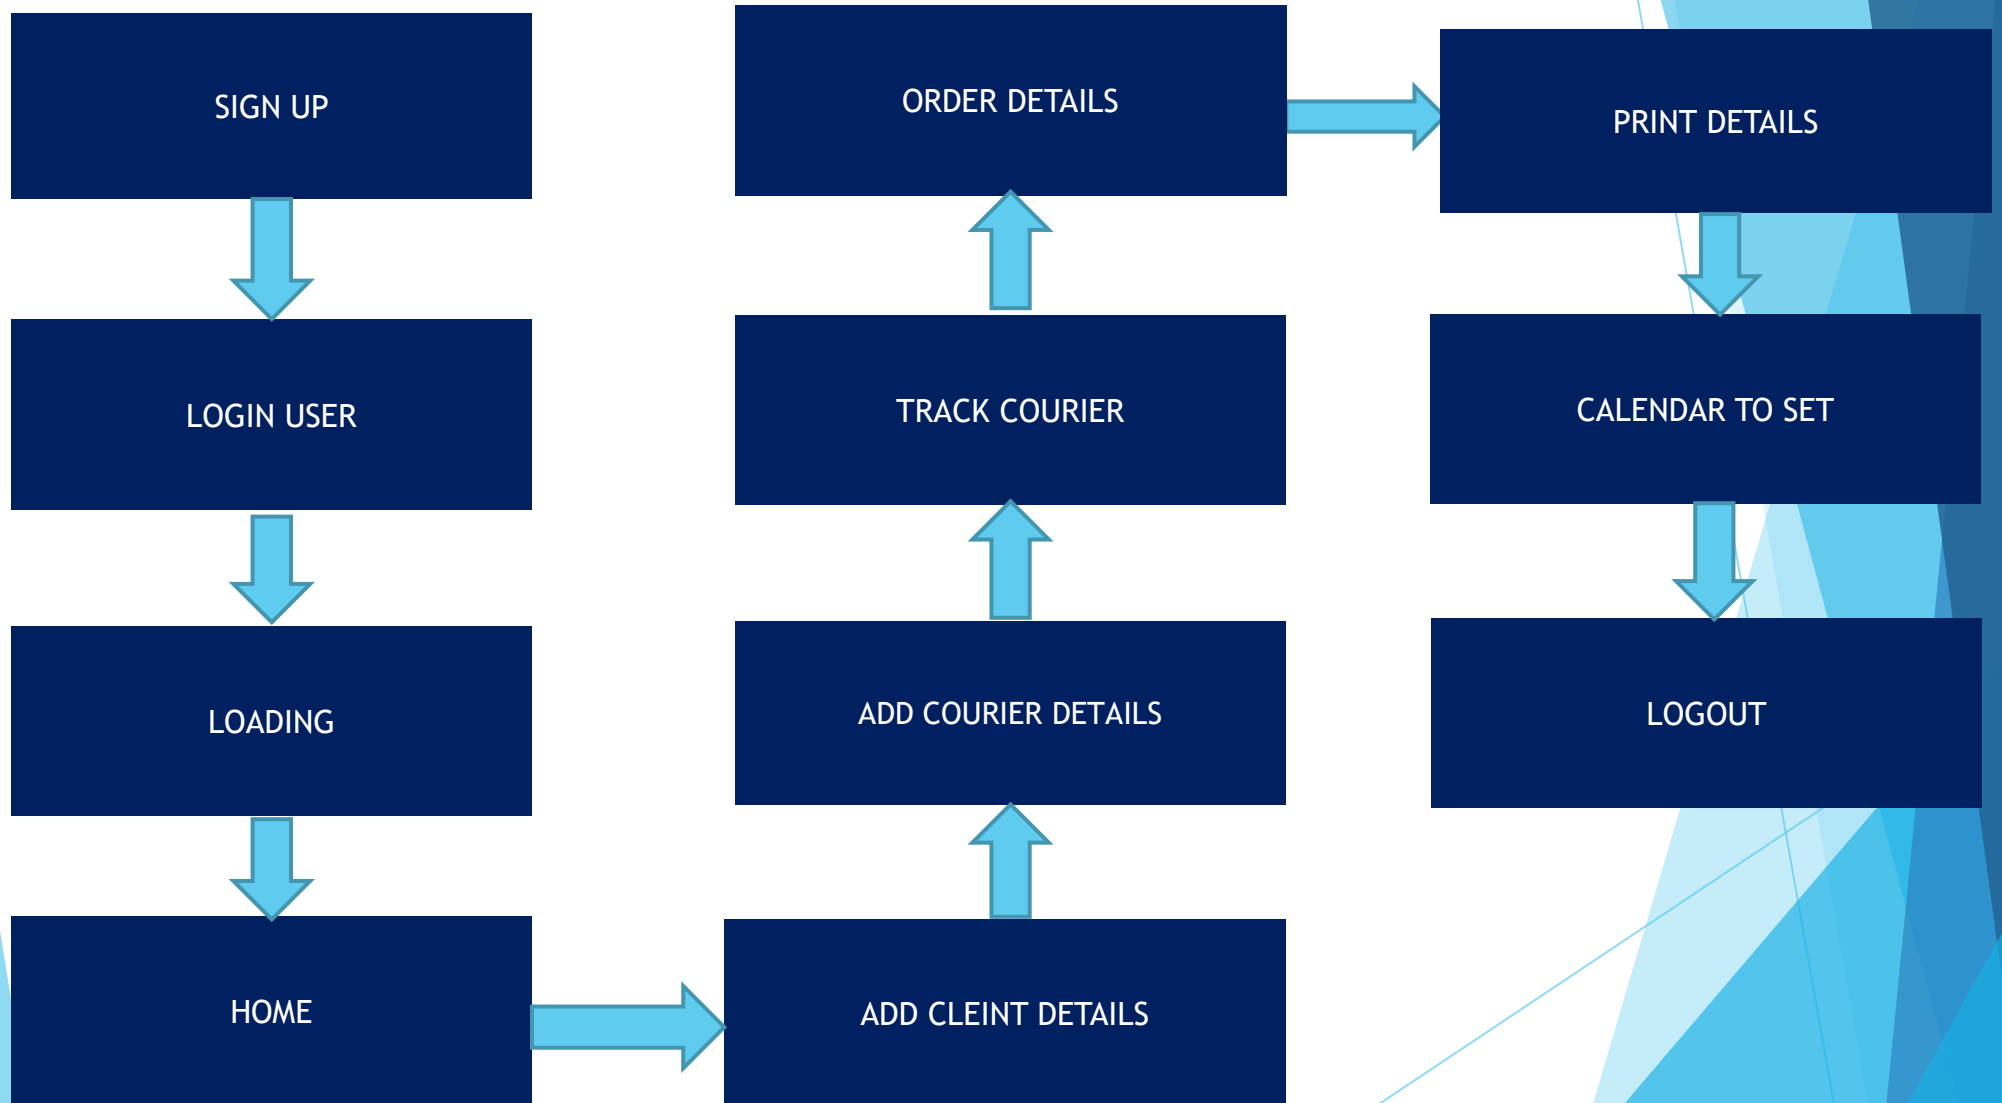 SIGN UP
LOGIN USER
LOADING
HOME
ADD CLEINT DETAILS
ADD COURIER DETAILS
TRACK COURIER
ORDER DETAILS
PRINT DETAILS
CALENDAR TO SET
LOGOUT